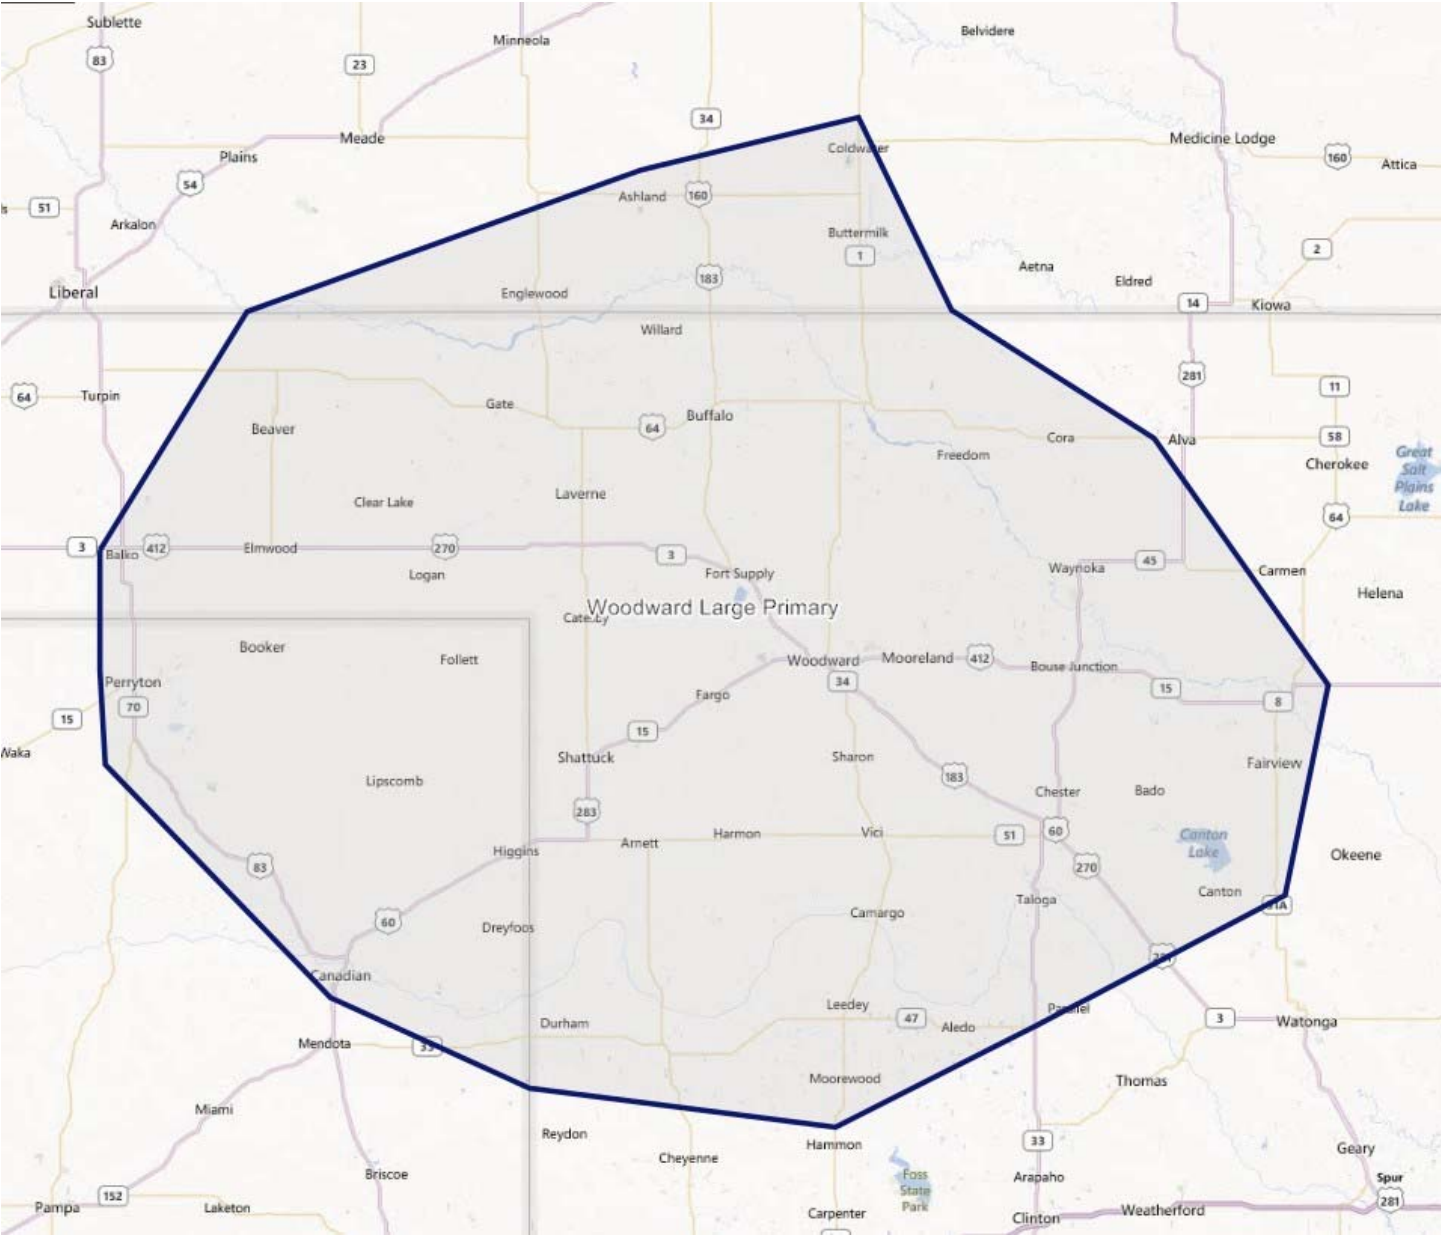 Sublette
Minneola
Belvidere
83
23
34
Meade
Coldwater
Medicine Lodge
160
Attica
Plains
54
Ashland
160
51
Arkalon
Buttermilk
1
2
Aetna
Eldred
183
Liberal
Englewood
14
Kiowa
Willard
281
11
64
Turpin
Gate
Buffalo
64
Beaver
Cora
Alva
58
Freedom
Cherokee
Great
Salt
Plains
Lake
Clear Lake
Laverne
64
3
Balko
412
Elmwood
270
3
Logan
Fort Supply
Waynoka
45
Carmen
Helena
Woodward Large Primary
Catesby
Booker
Follett
Woodward
Mooreland
412
Bouse Junction
Perryton
34
Fargo
15
8
70
15
15
Waka
Shattuck
Sharon
Fairview
Lipscomb
183
Chester
Bado
283
Harmon
Vici
51
60
Canton
Lake
Arnett
Higgins
Okeene
83
270
Canton
Taloga
60
Camargo
Dreyfoos
281
Canadian
Leedey
Parallel
47
Aledo
3
Watonga
Durham
Mendota
33
Moorewood
Thomas
Miami
Reydon
Hammon
33
Geary
Cheyenne
Briscoe
Foss
State
Park
Arapaho
Spur
281
152
Pampa
Laketon
Carpenter
Clinton
Weatherford